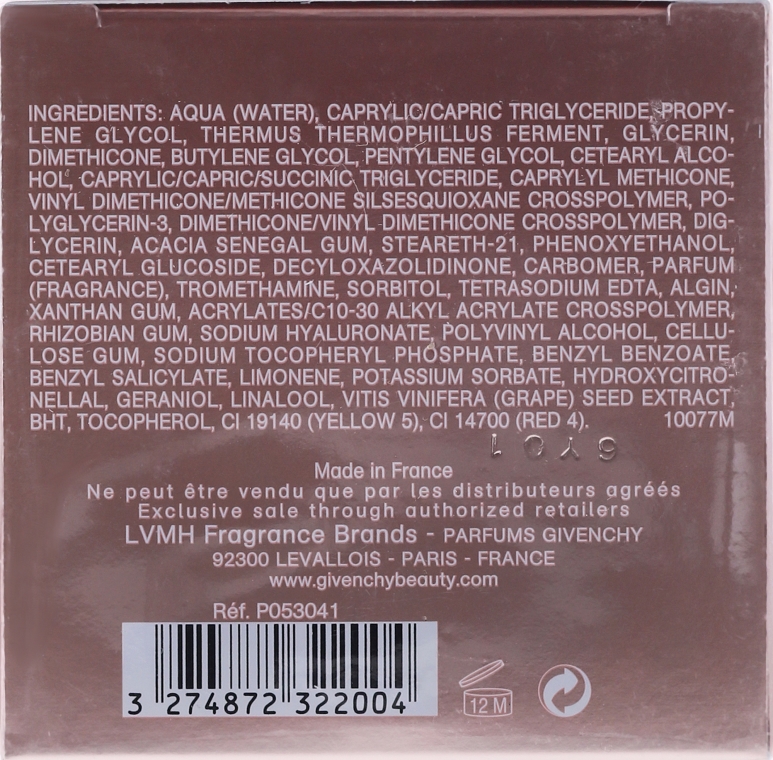 INGREDIENTS: AQUA (WATER), CAPRYLIC/CAPRIC TRIGLYCERIDE, PROPY-
LENE GLYCOL, THERMUS THERMOPHILLUS FERMENT, GLYCERIN,
DIMETHICONE, BUTYLENE GLYCOL, PENTYLENE GLYCOL, CETEARYL ALCO-
HOL, CAPRYLIC/CAPRIC/SUCCINIC TRIGLYCERIDE, CAPRYLYL METHICONE,
VINYL DIMETHICONE/METHICONE SILSESQUIOXANE CROSSPOLYMER, PO-
LYGLYCERIN-3, DIMETHICONE/VINYL DIMETHICONE CROSSPOLYMER, DIG-
LYCERIN, ACACIA SENEGAL GUM, STEARETH-21, PHENOXYETHANOL,
CETEARYL GLUCOSIDE, DECYLOXAZOLIDINONE, CARBOMER, PARFUM
(FRAGRANCE), TROMETHAMINE, SORBITOL, TETRASODIUM EDTA, ALGIN,
XANTHAN GUM, ACRYLATES/C10-30 ALKYL ACRYLATE CROSSPOLYMER,
RHIZOBIAN GUM, SODIUM HYALURONATE, POLYVINYL ALCOHOL, CELLU-
LOSE GUM, SODIUM TOCOPHERYL PHOSPHATE, BENZYL BENZOATE,
BENZYL SALICYLATE, LIMONENE, POTASSIUM SORBATE, HYDROXYCITRO-
NELLAL, GERANIOL, LINALOOL, VITIS VINIFERA (GRAPE) SEED EXTRACT,
BHT, TOCOPHEROL, CI 19140 (YELLOW 5), CI 14700 (RED 4). 10077M
6Y01
Made in France
Ne peut être vendu que par les distributeurs agréés
Exclusive sale through authorized retailers
LVMH Fragrance Brands - PARFUMS GIVENCHY
92300 LEVALLOIS - PARIS - FRANCE
www.givenchybeauty.com
Réf. P053041
3 274872 322004
12 M